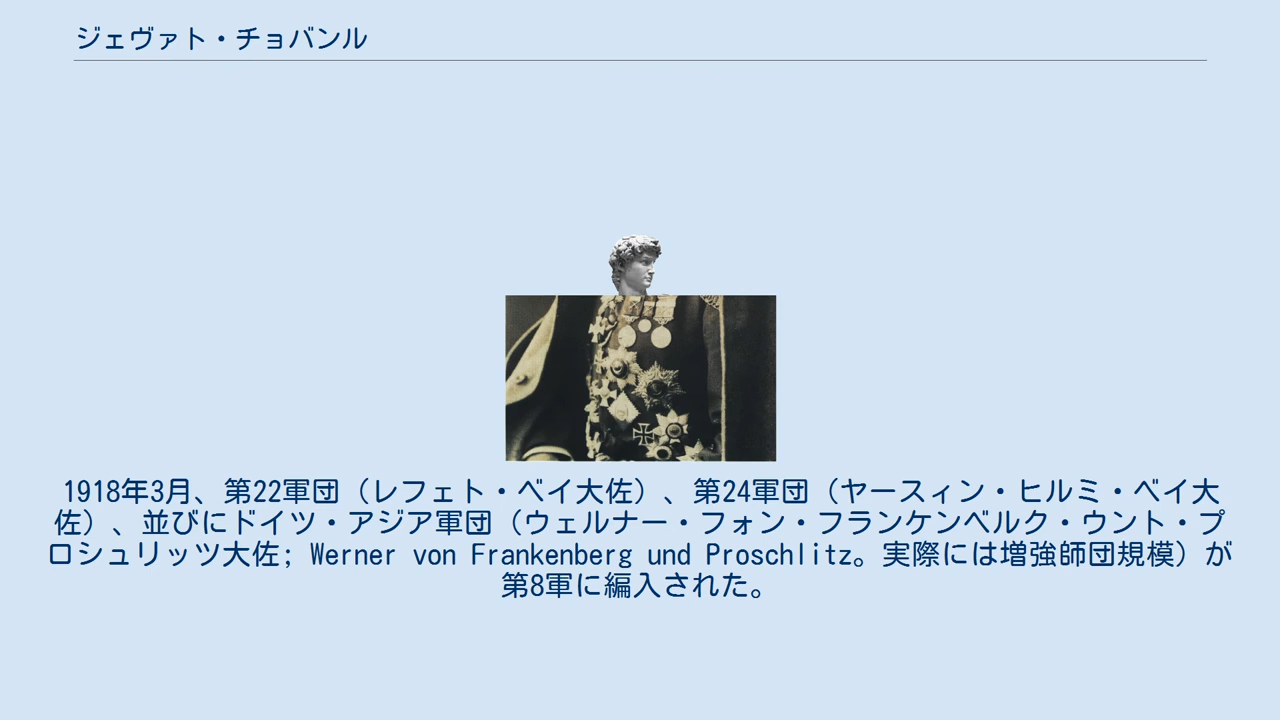 ジェヴァト・チョバンル
1918年3月、第22軍団（レフェト・ベイ大佐）、第24軍団（ヤースィン・ヒルミ・ベイ大
佐）、並びにドイツ・アジア軍団（ウェルナー・フォン・フランケンベルク・ウント・プ
ロシュリッツ大佐; Werner von Frankenberg und Proschlitz。実際には増強師団規模）が
第8軍に編入された。